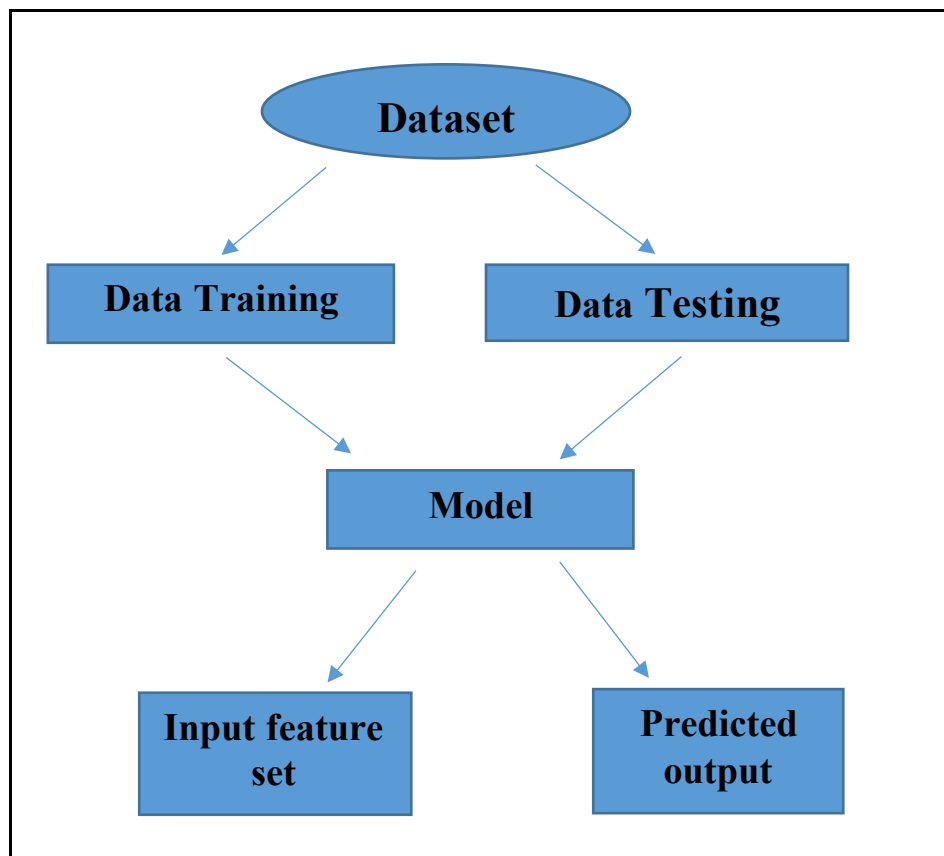 Dataset
Data Training
Data Testing
Model
Input feature
set
Predicted
output